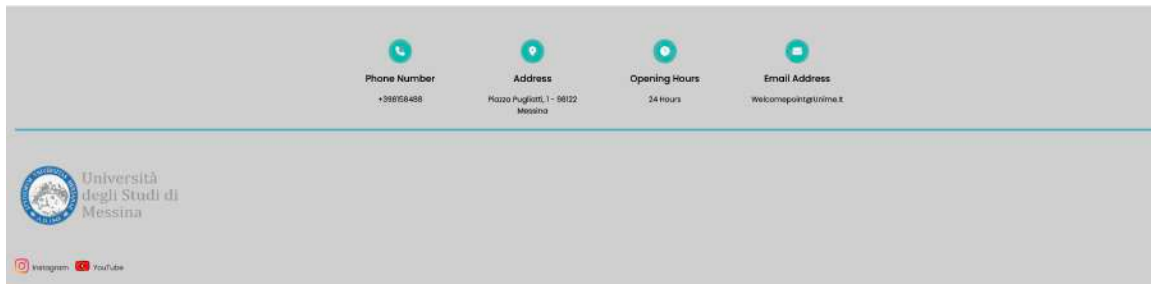 Phone Number
Address
Opening Hours
Email Address
+398158488
Piazza Pugliatti, 1 - 98122
Messina
24 Hours
Welcomepoint@Unime.it
Università
degli Studi di
Messina
Instagram
YouTube